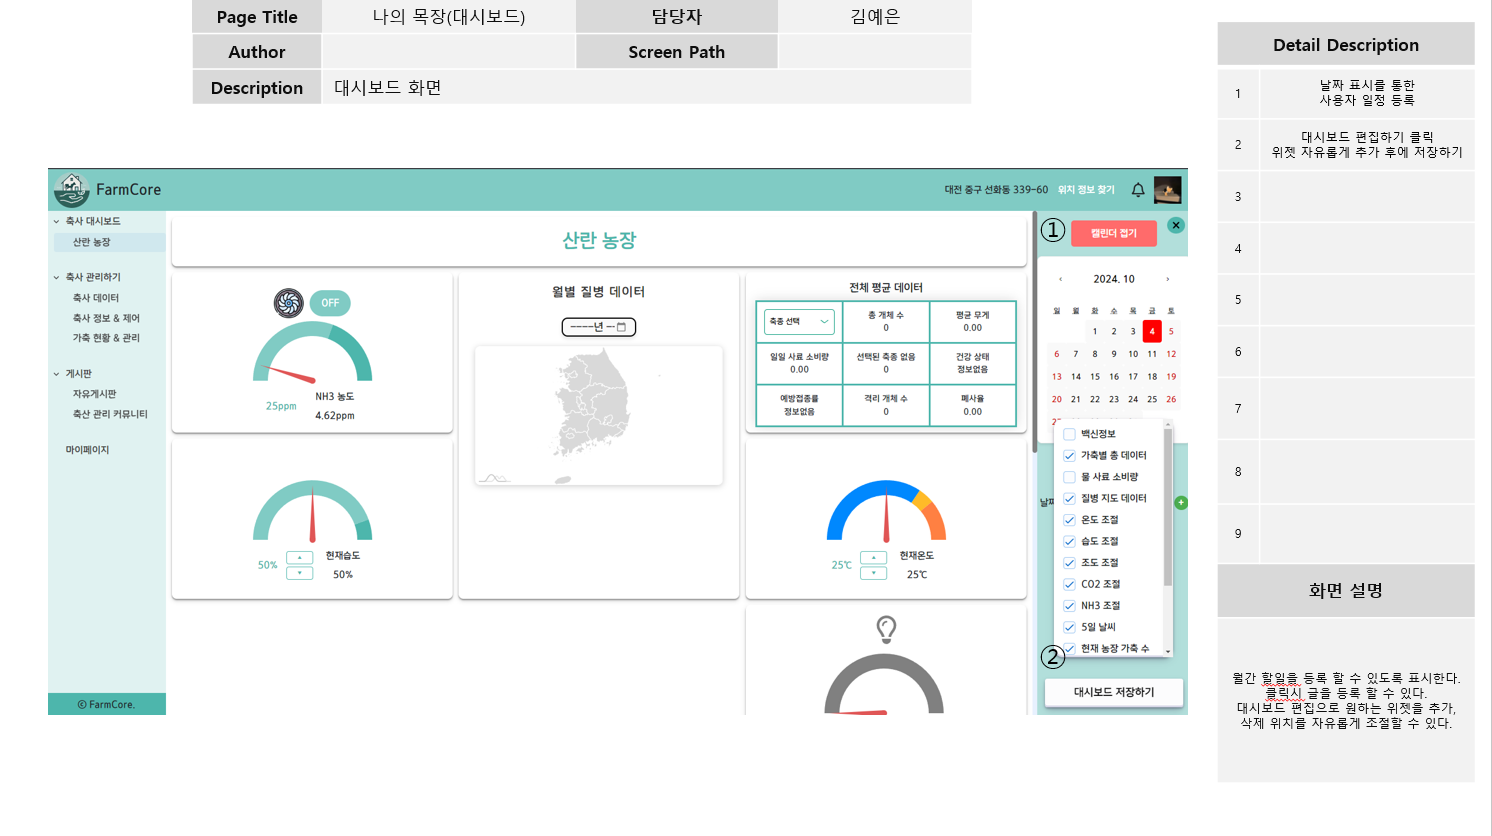 Page Title
나의 목장(대시보드)
담당자
김예은
Author
Screen Path
Description
대시보드 화면
FarmCore
대전 중구 선화동 339-60
위치 정보 찾기
축사 대시보드
산란 농장
축사 관리하기
축사 데이터
축사 정보 & 제어
가축 현황 & 관리
게시판
자유게시판
축산 관리 커뮤니티
마이페이지
© FarmCore.
산란 농장
OFF
25ppm
NH3 농도
4.62ppm
월별 질병 데이터
----년 --
전체 평균 데이터
축종 선택
총 개체 수
0
평균 무게
0.00
일일 사료 소비량
0.00
선택된 축종 없음
0
건강 상태
정보없음
예방접종률
정보없음
격리 개체 수
0
폐사율
0.00
50%
현재습도
50%
25℃
현재온도
25℃
①
캘린더 접기
2024. 10
일 월 화 수 목 금 토
1 2 3 4 5
6 7 8 9 10 11 12
13 14 15 16 17 18 19
20 21 22 23 24 25 26
날짜
백신정보
가축별 총 데이터
물 사료 소비량
질병 지도 데이터
온도 조절
습도 조절
조도 조절
CO2 조절
NH3 조절
5일 날씨
현재 농장 가축 수
②
대시보드 저장하기
Detail Description
1
날짜 표시를 통한
사용자 일정 등록
2
대시보드 편집하기 클릭
위젯 자유롭게 추가 후에 저장하기
3
4
5
6
7
8
9
화면 설명
월간 할일을 등록 할 수 있도록 표시한다.
클릭시 글을 등록 할 수 있다.
대시보드 편집으로 원하는 위젯을 추가,
삭제 위치를 자유롭게 조절할 수 있다.